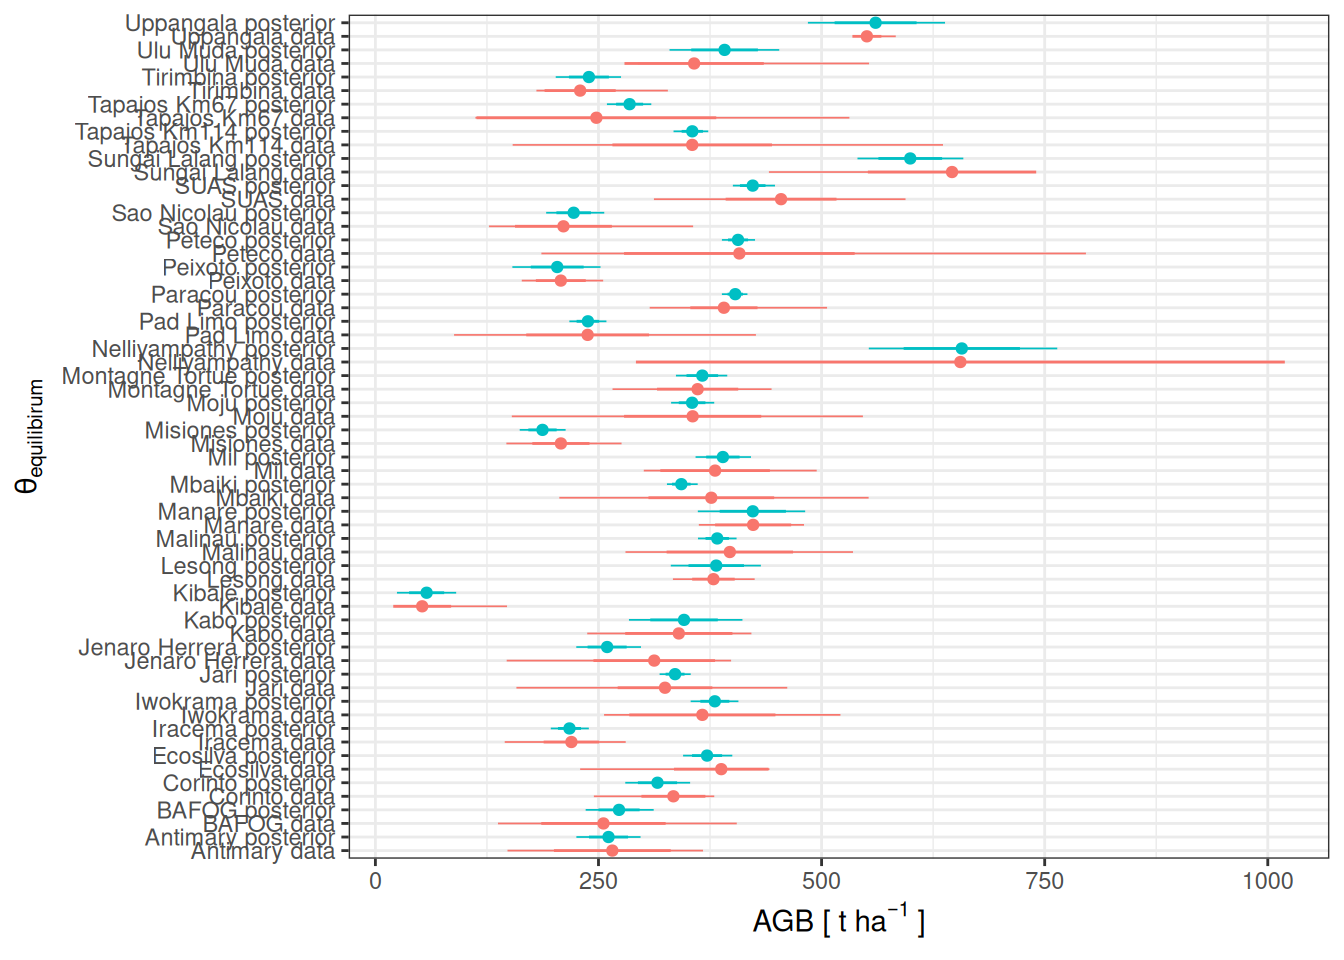 Uppangala posterior
Uppangala data
Ulu Muda posterior
Ulu Muda data
Tirimbina posterior
Tirimbina data
Tapajos Km67 posterior
Tapajos Km67 data
Tapajos Km114 posterior
Tapajos Km114 data
Sungai Lalang posterior
Sungai Lalang data
SUAS posterior
SUAS data
Sao Nicolau posterior
Sao Nicolau data
Peteco posterior
Peteco data
Peixoto posterior
Peixoto data
Paracou posterior
Paracou data
Pad Limo posterior
Pad Limo data
Nelliyampathy posterior
Nelliyampathy data
Montagne Tortue posterior
Montagne Tortue data
Moju posterior
Moju data
Misiones posterior
Misiones data
Mil posterior
Mil data
Mbaiki posterior
Mbaiki data
Manare posterior
Manare data
Malinau posterior
Malinau data
Lesong posterior
Lesong data
Kibale posterior
Kibale data
Kabo posterior
Kabo data
Jenaro Herrera posterior
Jenaro Herrera data
Jari posterior
Jari data
Iwokrama posterior
Iwokrama data
Iracema posterior
Iracema data
Ecosilva posterior
Ecosilva data
Corinto posterior
Corinto data
BAFOG posterior
BAFOG data
Antimary posterior
Antimary data
θequilibirum
0 250 500 750 1000
AGB [ t ha⁻¹ ]